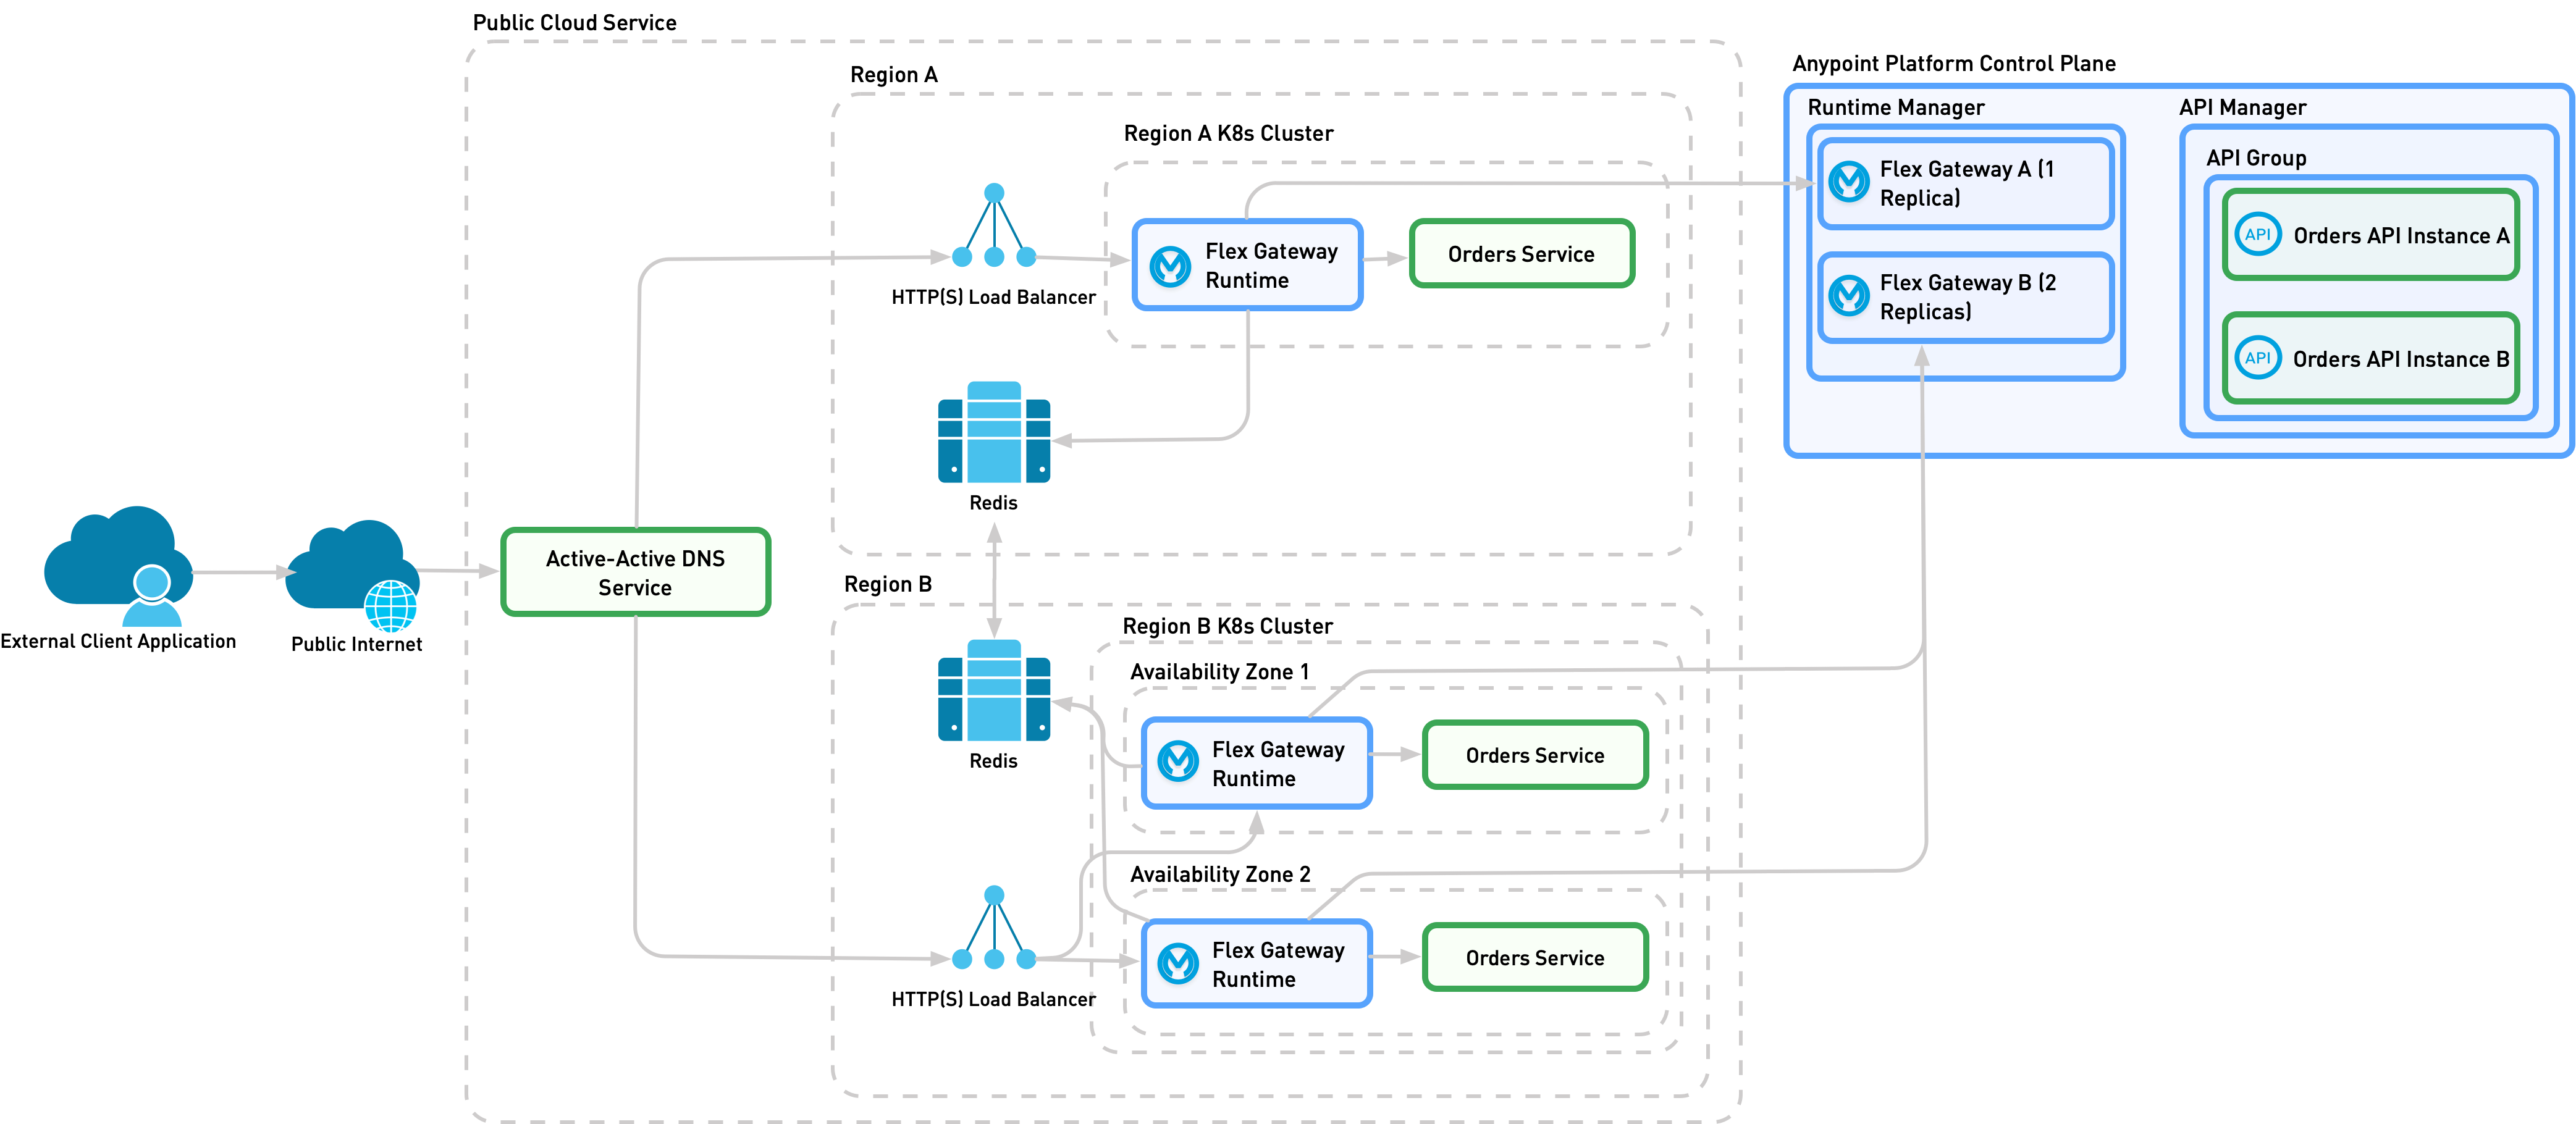 Public Cloud Service
Region A
Region A K8s Cluster
HTTP(S) Load Balancer
Flex Gateway
Runtime
Orders Service
Redis
Anypoint Platform Control Plane
Runtime Manager
Flex Gateway A (1
Replica)
Flex Gateway B (2
Replicas)
API Manager
API Group
API
Orders API Instance A
API
Orders API Instance B
External Client Application
Public Internet
Active-Active DNS
Service
Region B
Redis
Region B K8s Cluster
Availability Zone 1
Flex Gateway
Runtime
Orders Service
Availability Zone 2
HTTP(S) Load Balancer
Flex Gateway
Runtime
Orders Service